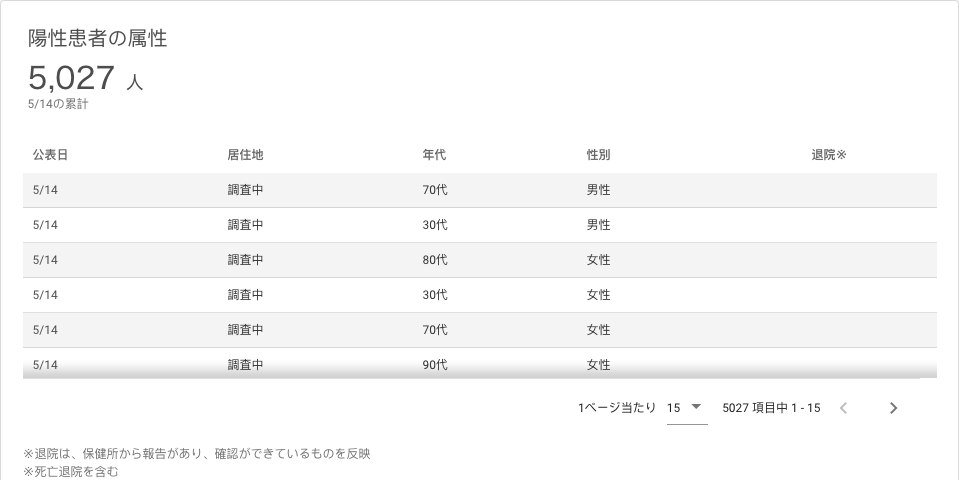 陽性患者の属性
5,027 人
5/14の累計
公表日 居住地 年代 性別 退院※
5/14 調査中 70代 男性
5/14 調査中 30代 男性
5/14 調査中 80代 女性
5/14 調査中 30代 女性
5/14 調査中 70代 女性
5/14 調査中 90代 女性
1ページ当たり 15 5027 項目中 1 - 15
※退院は、保健所から報告があり、確認ができているものを反映
※死亡退院を含む